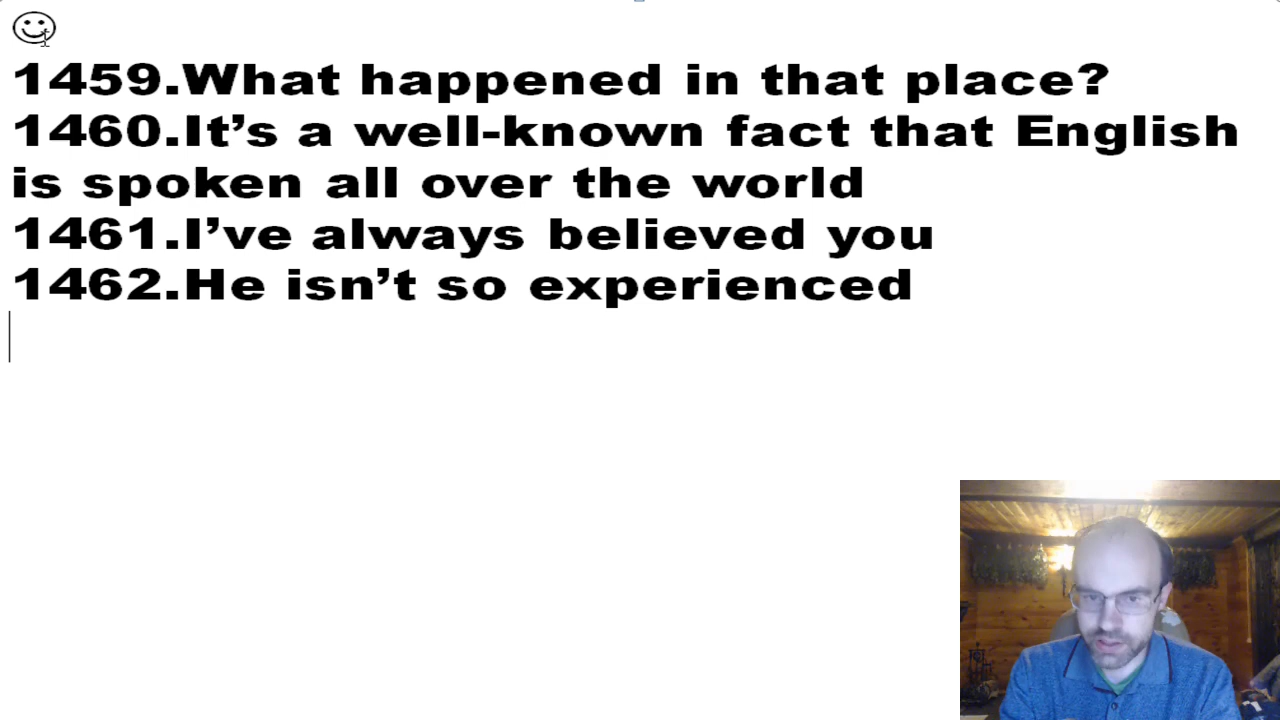 1459.What happened in that place?
1460.It’s a well-known fact that English
is spoken all over the world
1461.I’ve always believed you
1462.He isn’t so experienced